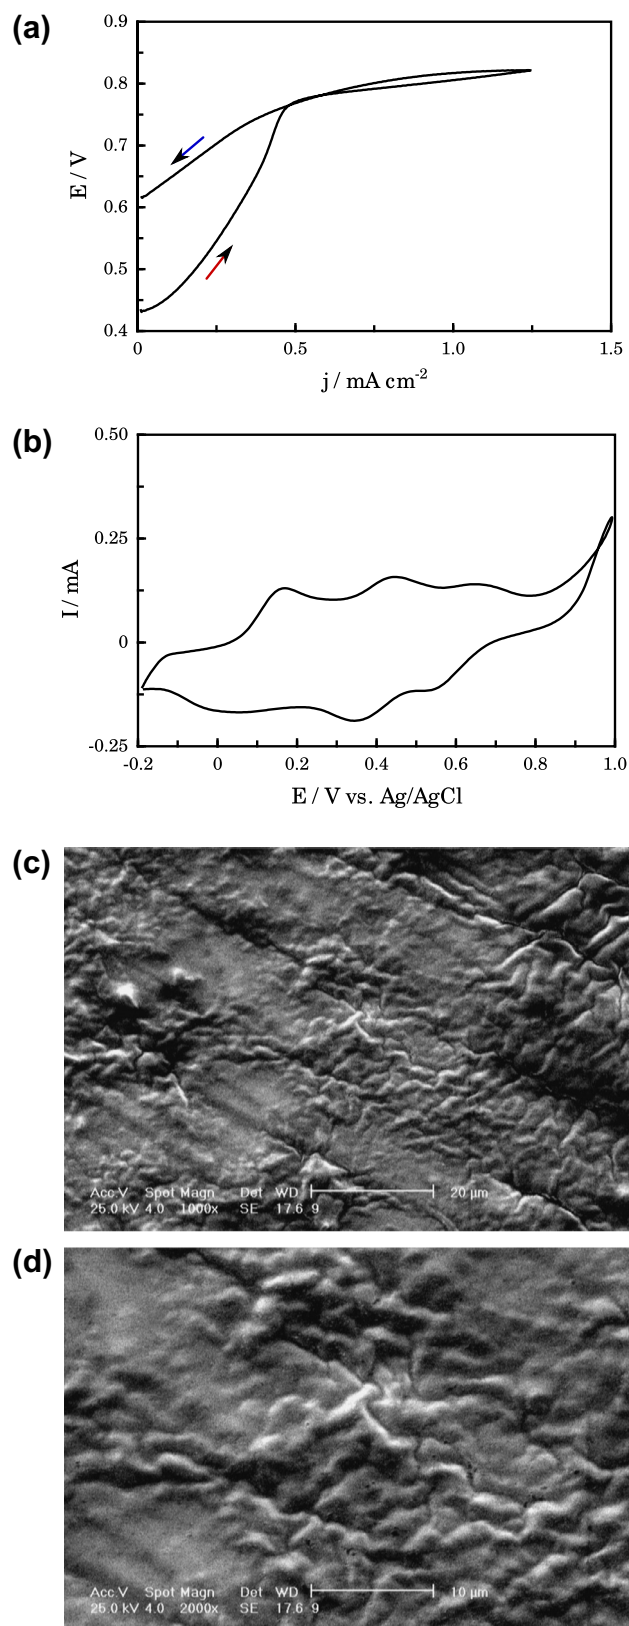 (a)
0.9
0.8
0.7
0.6
0.5
0.4
E / V
0
0.5
1.0
1.5
j / mA cm⁻²
(b)
0.50
0.25
0
-0.25
I / mA
-0.2
0
0.2
0.4
0.6
0.8
1.0
E / V vs. Ag/AgCl
(c)
Acc.V Spot Magn Det WD 20 µm
25.0 kV 4.0 1000x SE 17.6 9
(d)
Acc.V Spot Magn Det WD 10 µm
25.0 kV 4.0 2000x SE 17.6 9